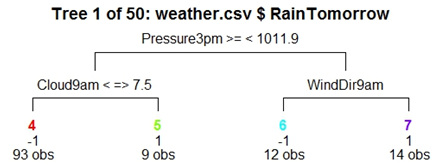 Tree 1 of 50: weather.csv $ RainTomorrow
Pressure3pm >= < 1011.9
Cloud9am < => 7.5 WindDir9am
4 5 6 7
-1 1 -1 1
93 obs 9 obs 12 obs 14 obs